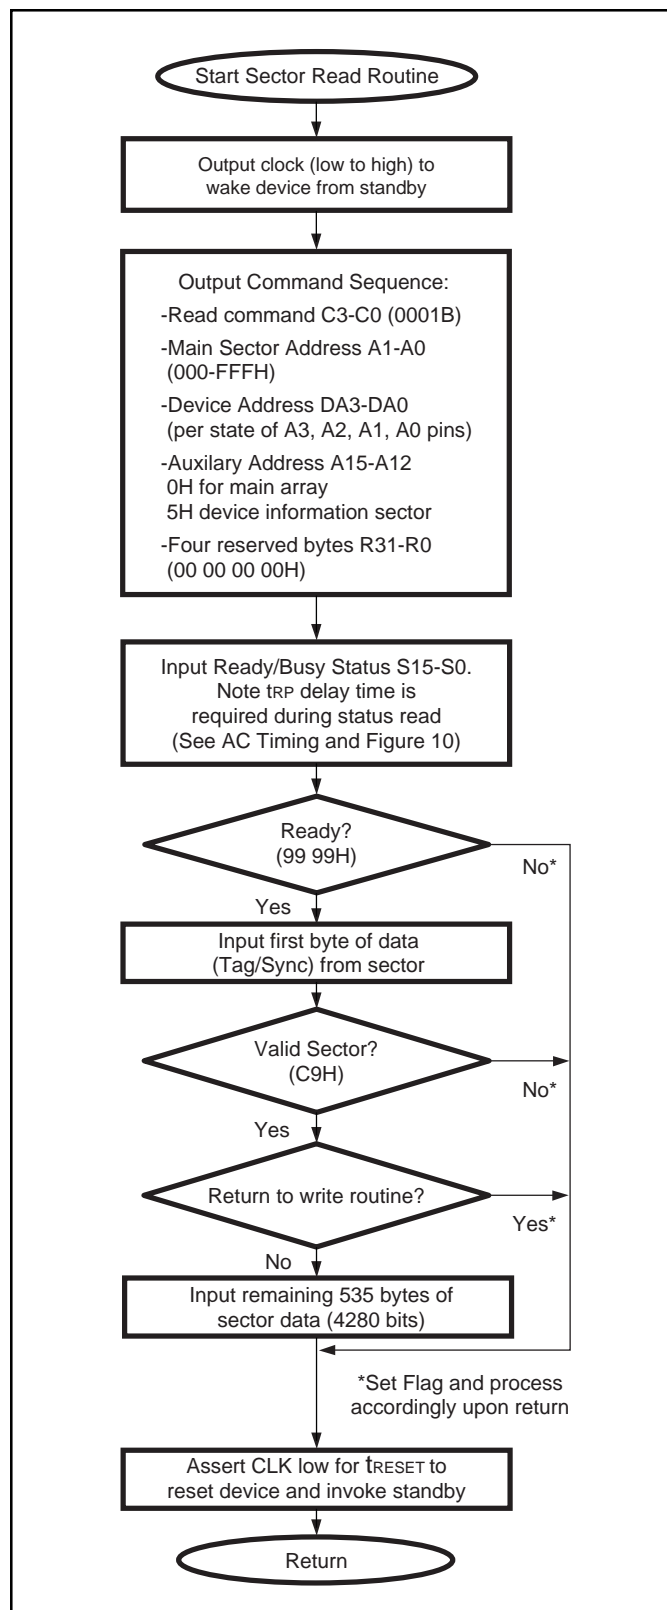 Start Sector Read Routine
Output clock (low to high) to
wake device from standby
Output Command Sequence:
-Read command C3-C0 (0001B)
-Main Sector Address A1-A0
(000-FFFH)
-Device Address DA3-DA0
(per state of A3, A2, A1, A0 pins)
-Auxilary Address A15-A12
0H for main array
5H device information sector
-Four reserved bytes R31-R0
(00 00 00 00H)
Input Ready/Busy Status S15-S0.
Note tRP delay time is
required during status read
(See AC Timing and Figure 10)
Ready?
(99 99H)
No*
Yes
Input first byte of data
(Tag/Sync) from sector
Valid Sector?
(C9H)
No*
Yes
Return to write routine?
Yes*
No
Input remaining 535 bytes of
sector data (4280 bits)
*Set Flag and process
accordingly upon return
Assert CLK low for tRESET to
reset device and invoke standby
Return